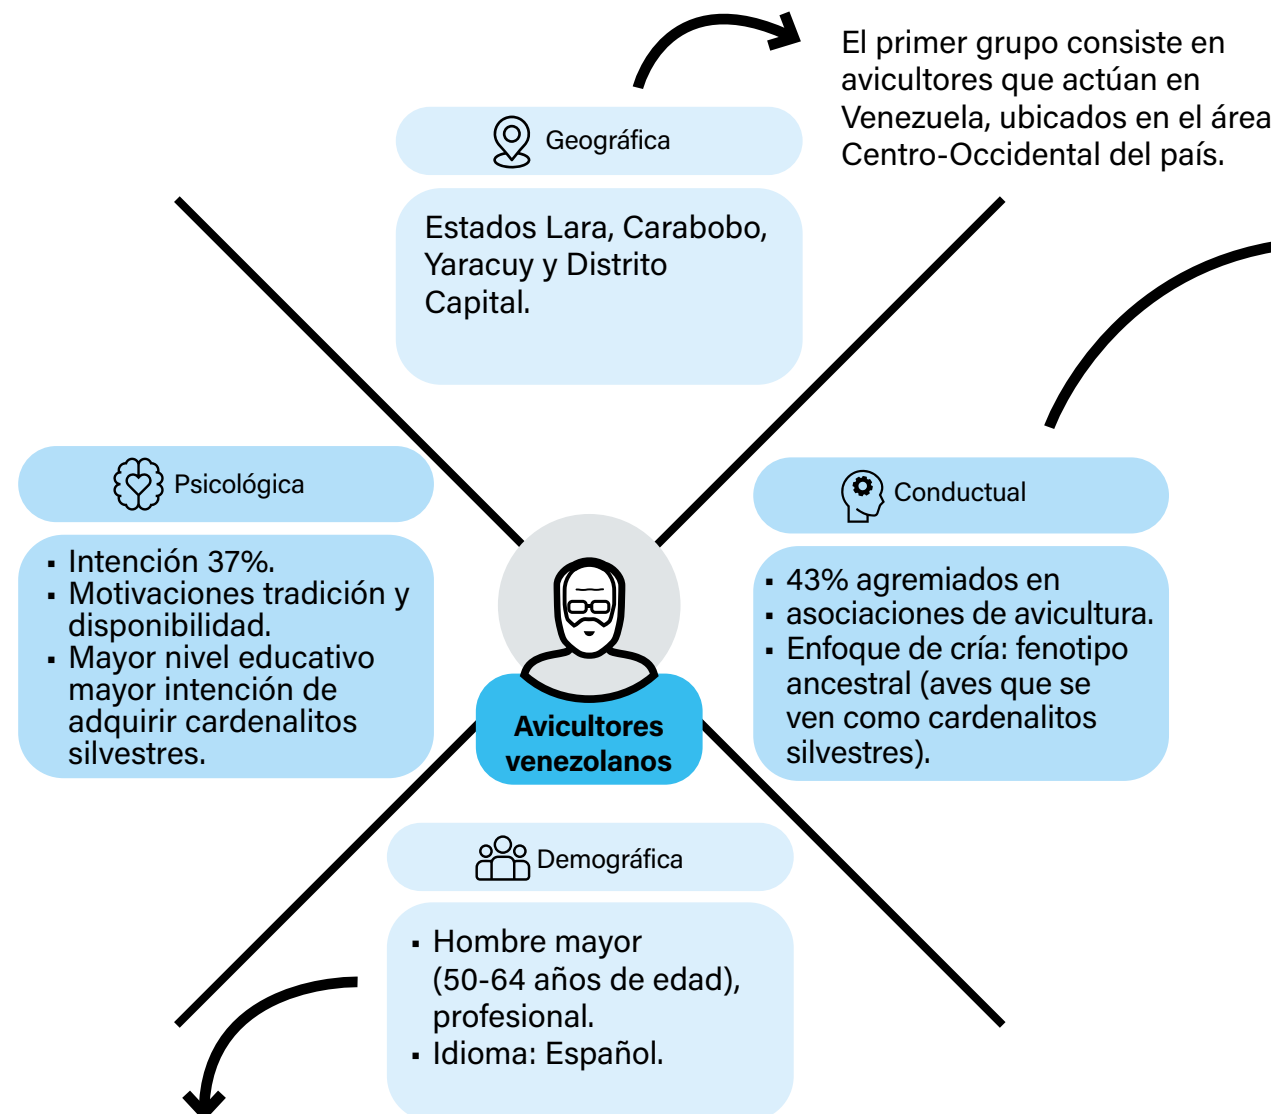 El primer grupo consiste en
avicultores que actúan en
Venezuela, ubicados en el área
Centro-Occidental del país.
Geográfica
Estados Lara, Carabobo,
Yaracuy y Distrito
Capital.
Psicológica
▪ Intención 37%.
▪ Motivaciones tradición y
disponibilidad.
▪ Mayor nivel educativo
mayor intención de
adquirir cardenalitos
silvestres.
Conductual
▪ 43% agremiados en
▪ asociaciones de avicultura.
▪ Enfoque de cría: fenotipo
ancestral (aves que se
ven como cardenalitos
silvestres).
Avicultores
venezolanos
Demográfica
▪ Hombre mayor
(50-64 años de edad),
profesional.
▪ Idioma: Español.